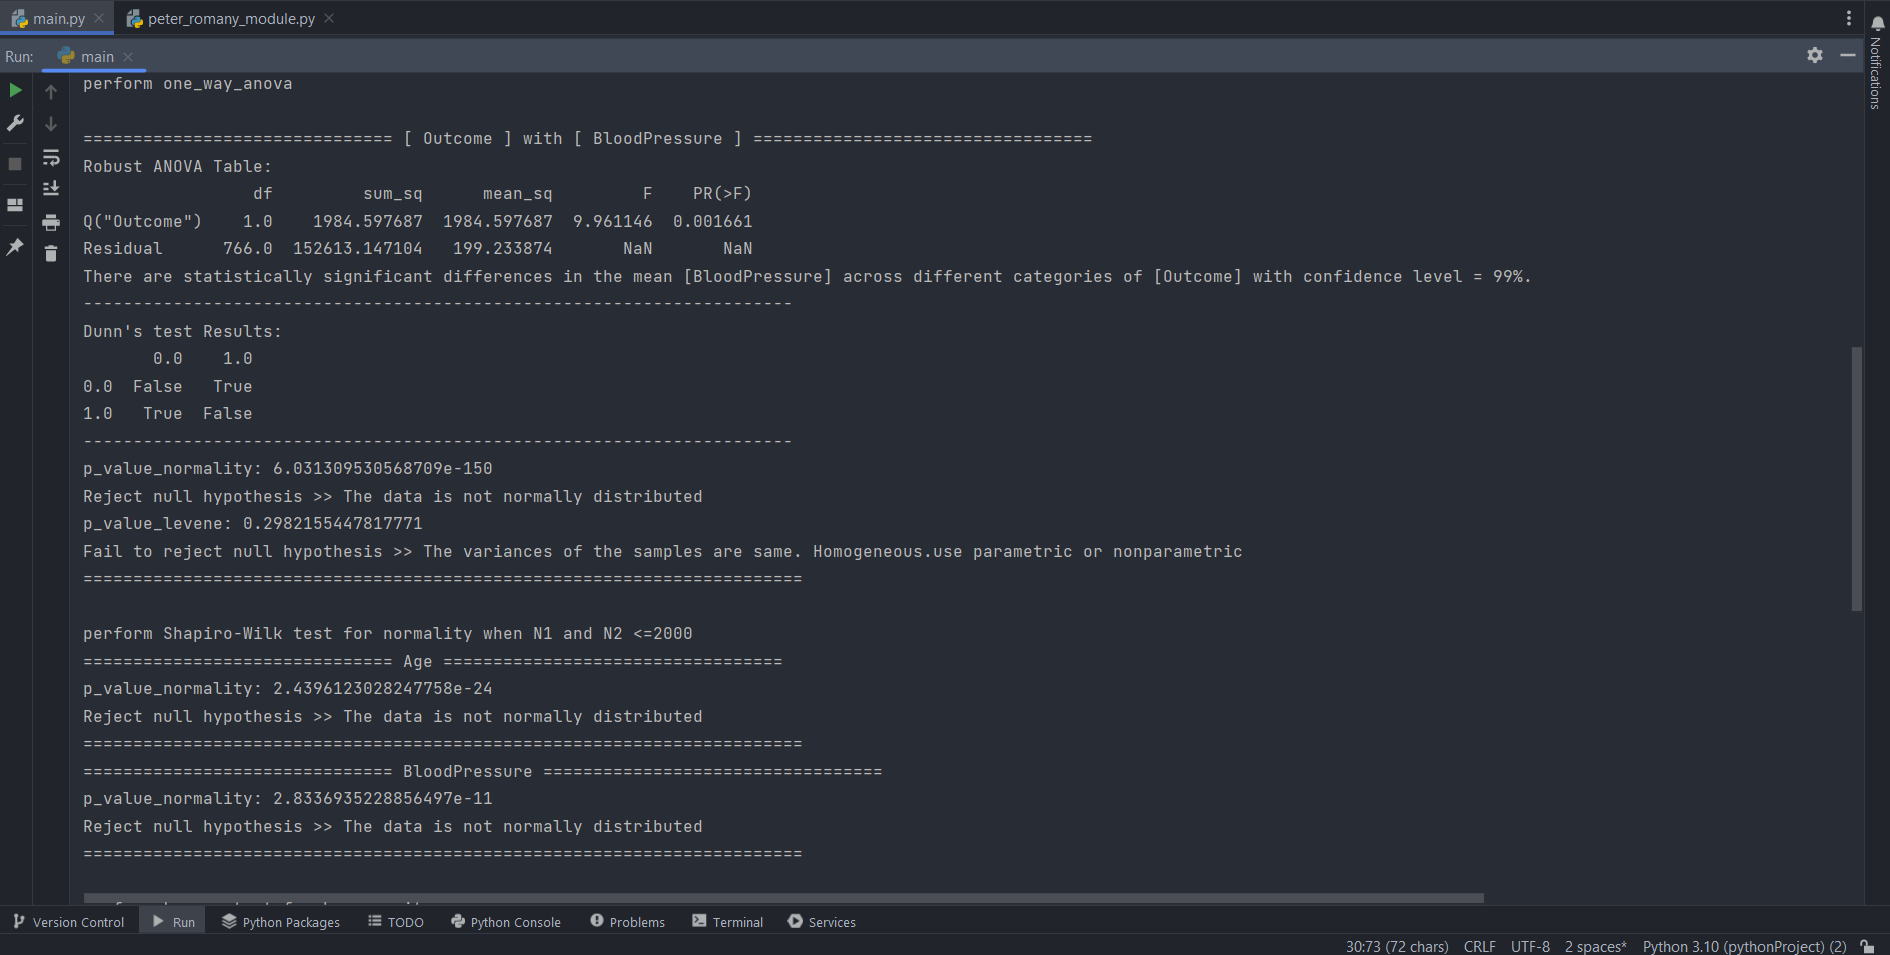 main.py
peter_romany_module.py
Run:
main
Notifications
perform one_way_anova
=============================== [ Outcome ] with [ BloodPressure ] ==================================
Robust ANOVA Table:
df sum_sq mean_sq F PR(>F)
Q("Outcome") 1.0 1984.597687 1984.597687 9.961146 0.001661
Residual 766.0 152613.147104 199.233874 NaN NaN
There are statistically significant differences in the mean [BloodPressure] across different categories of [Outcome] with confidence level = 99%.
-----------------------------------------------------------------------
Dunn's test Results:
0.0 1.0
0.0 False True
1.0 True False
-----------------------------------------------------------------------
p_value_normality: 6.031309530568709e-150
Reject null hypothesis >> The data is not normally distributed
p_value_levene: 0.2982155447817771
Fail to reject null hypothesis >> The variances of the samples are same. Homogeneous.use parametric or nonparametric
========================================================================
perform Shapiro-Wilk test for normality when N1 and N2 <=2000
=============================== Age ==================================
p_value_normality: 2.4396123028247758e-24
Reject null hypothesis >> The data is not normally distributed
========================================================================
=============================== BloodPressure ==================================
p_value_normality: 2.8336935228856497e-11
Reject null hypothesis >> The data is not normally distributed
========================================================================
Version Control
Run
Python Packages
TODO
Python Console
Problems
Terminal
Services
30:73 (72 chars) CRLF UTF-8 2 spaces* Python 3.10 (pythonProject) (2)